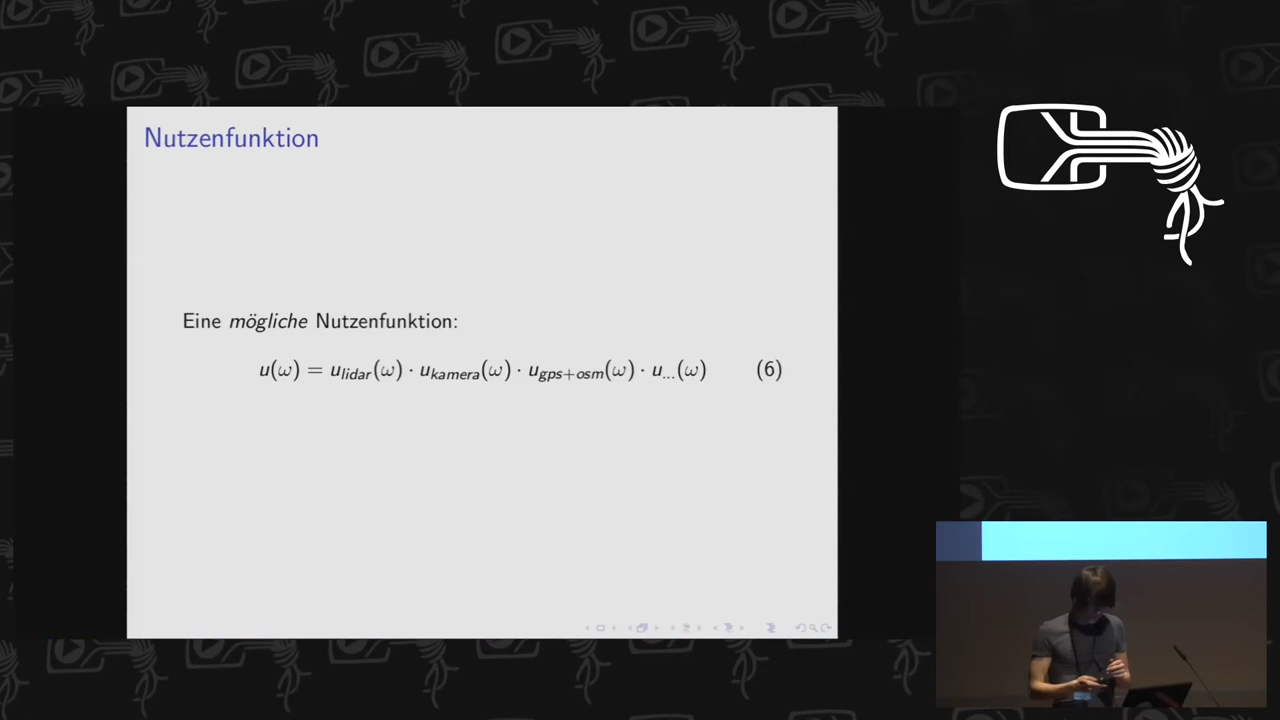 Nutzenfunktion
Eine mögliche Nutzenfunktion:
u(ω) = u_lidar(ω) · u_kamera(ω) · u_gps+osm(ω) · u_...(ω) (6)